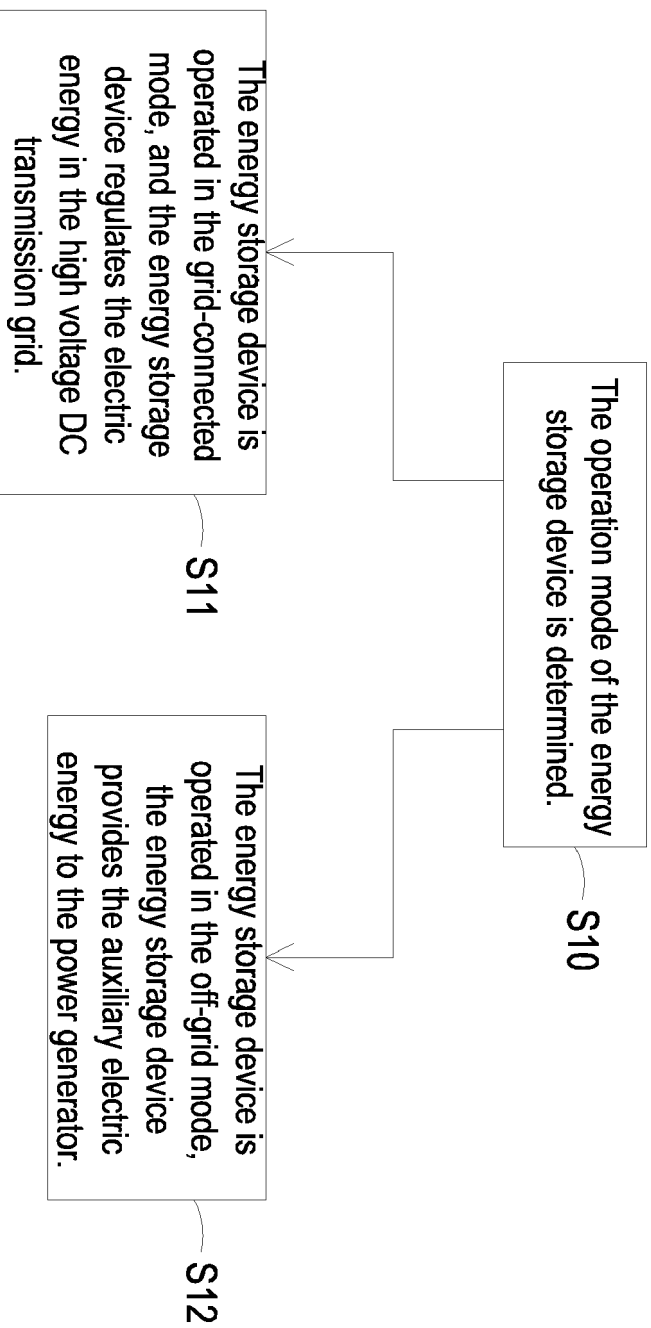 The operation mode of the energy
storage device is determined.
S10
The energy storage device is
operated in the grid-connected
mode, and the energy storage
device regulates the electric
energy in the high voltage DC
transmission grid.
S11
The energy storage device is
operated in the off-grid mode,
the energy storage device
provides the auxiliary electric
energy to the power generator.
S12